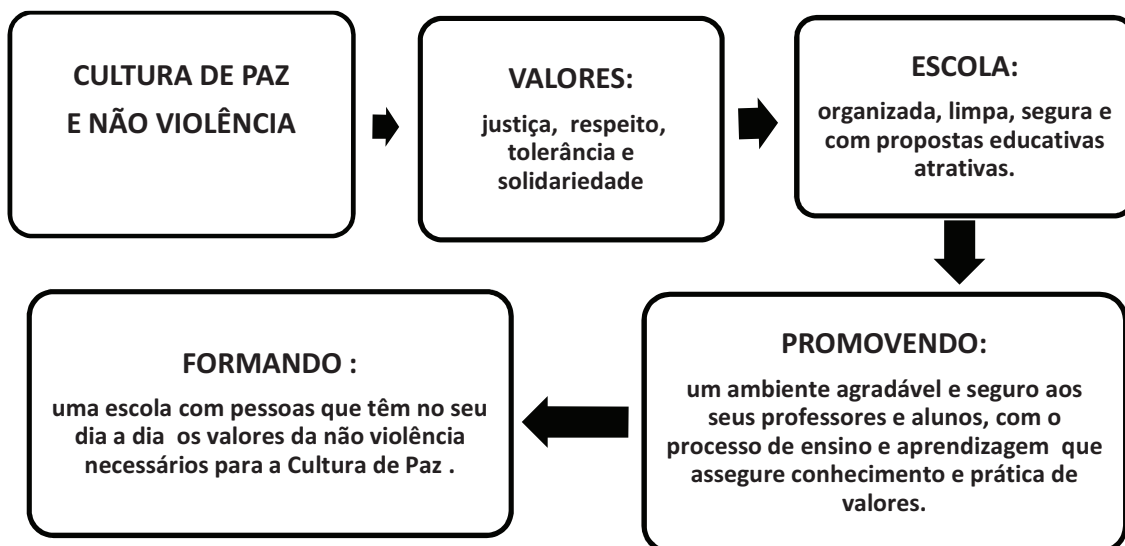 CULTURA DE PAZ
E NÃO VIOLÊNCIA
VALORES:
justiça, respeito,
tolerância e
solidariedade
ESCOLA:
organizada, limpa, segura e
com propostas educativas
atrativas.
PROMOVENDO:
um ambiente agradável e seguro aos
seus professores e alunos, com o
processo de ensino e aprendizagem que
assegure conhecimento e prática de
valores.
FORMANDO :
uma escola com pessoas que têm no seu
dia a dia os valores da não violência
necessários para a Cultura de Paz .